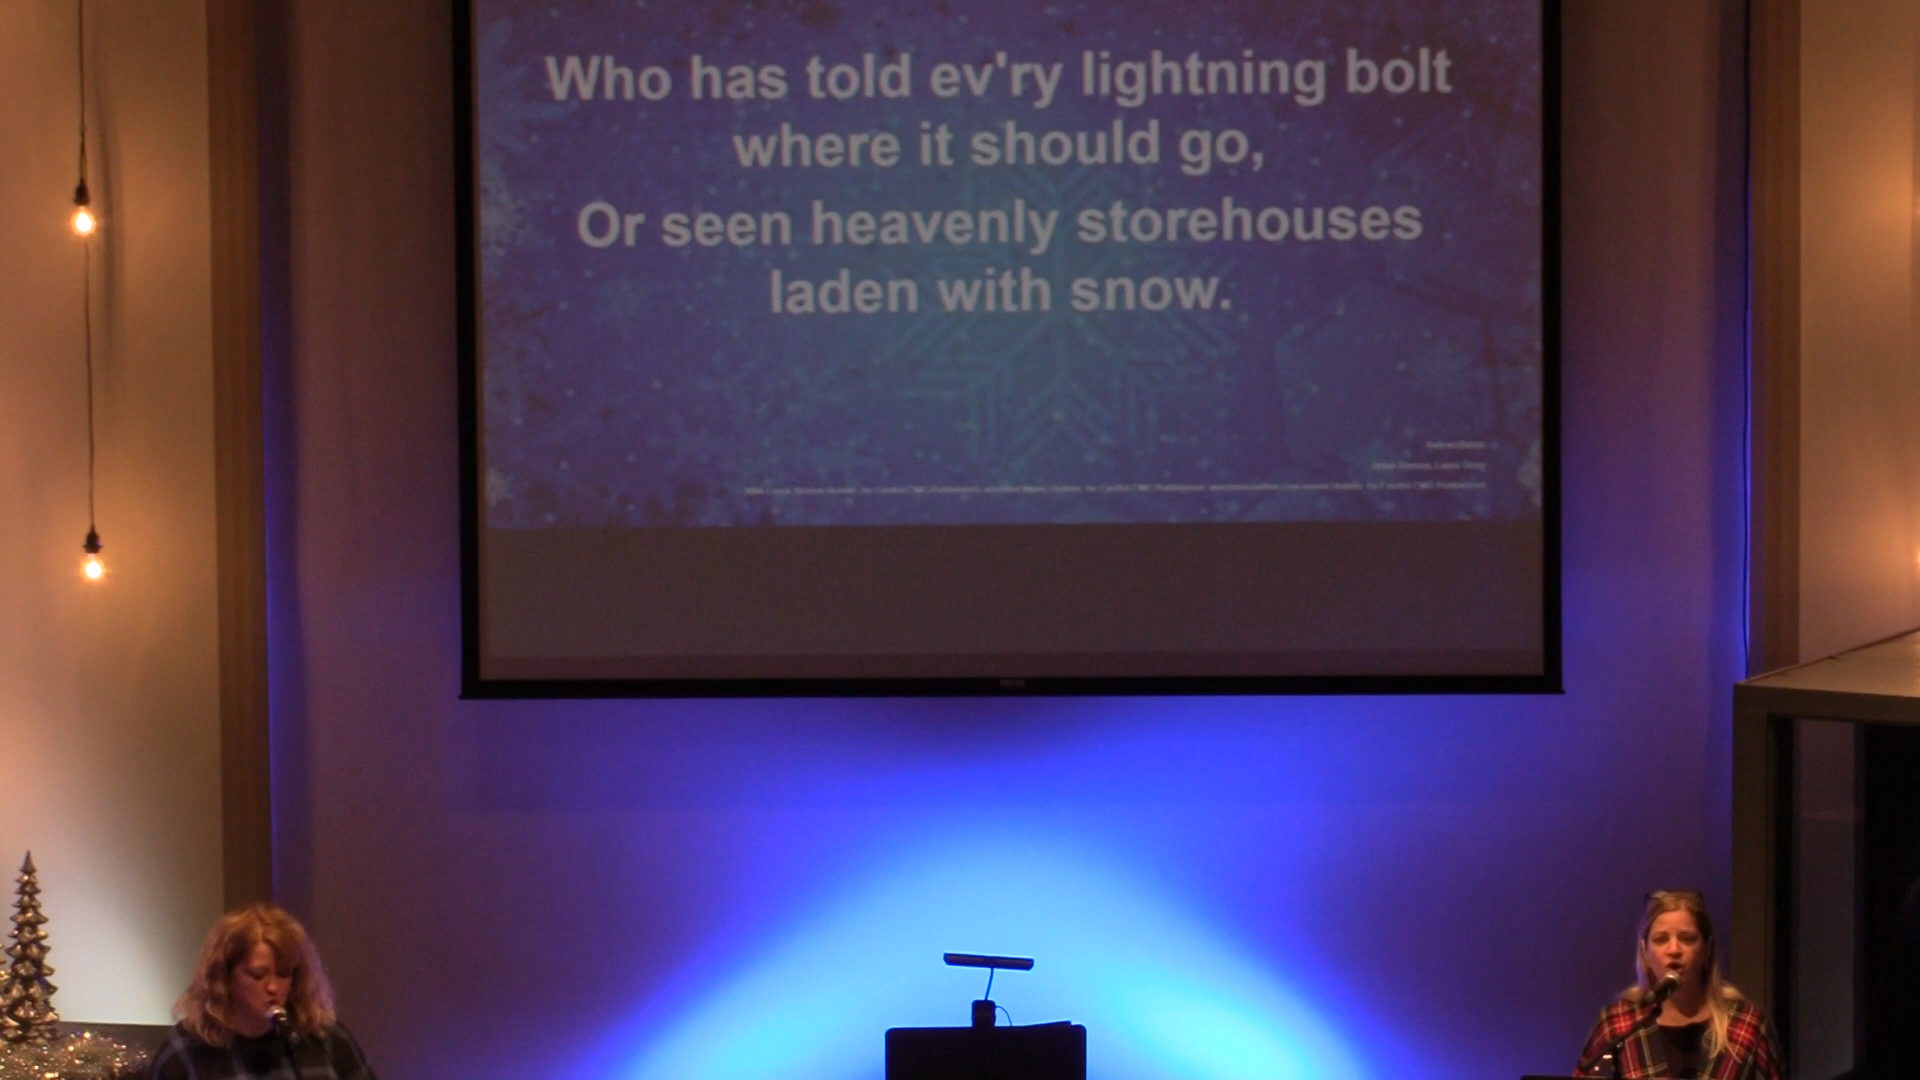 Who has told ev'ry lightning bolt
where it should go,
Or seen heavenly storehouses
laden with snow.